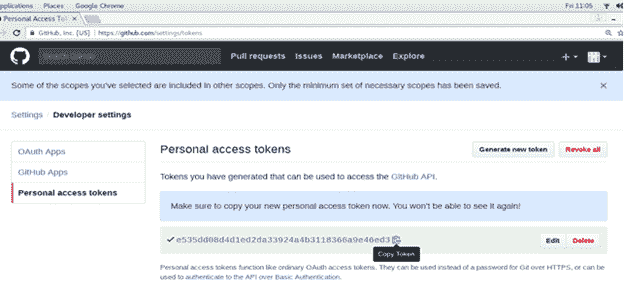 pplications Places Google Chrome Fri 11:05
Personal Access To
GitHub, Inc. [US] https://github.com/settings/tokens
Pull requests Issues Marketplace Explore
Some of the scopes you've selected are included in other scopes. Only the minimum set of necessary scopes has been saved.
Settings Developer settings
OAuth Apps
GitHub Apps
Personal access tokens
Personal access tokens Generate new token Revoke all
Tokens you have generated that can be used to access the GitHub API.
Make sure to copy your new personal access token now. You won't be able to see it again!
e535dd08d4d1ed2da33924a4b3118366a9e46ed3 Edit Delete
Copy Token
Personal access tokens function like ordinary OAuth access tokens. They can be used instead of a password for Git over HTTPS, or can
be used to authenticate to the API over Basic Authentication.